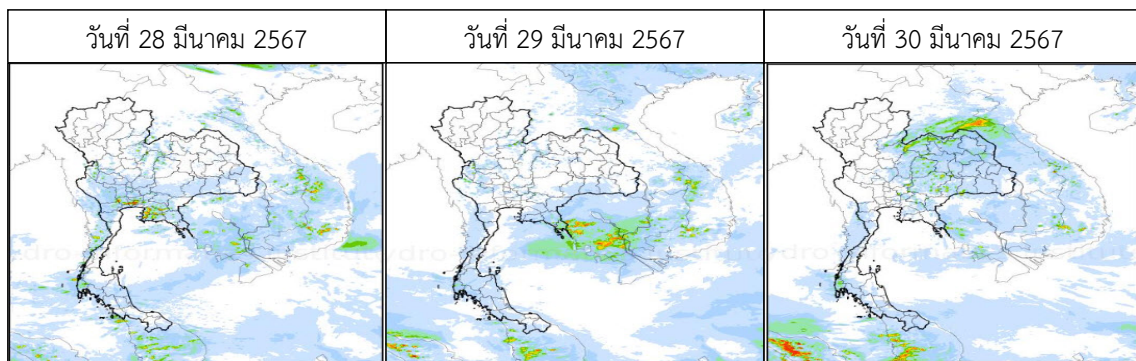 วันที่ 28 มีนาคม 2567
วันที่ 29 มีนาคม 2567
วันที่ 30 มีนาคม 2567